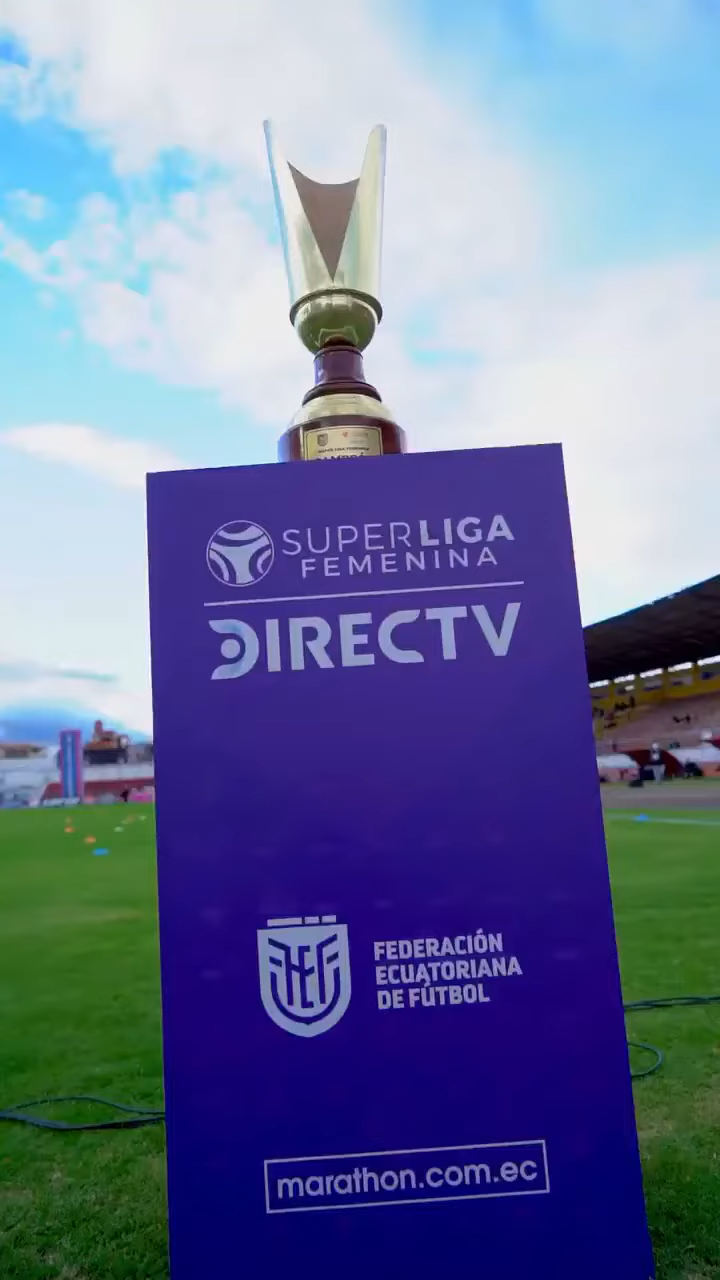 SUPERLIGA
FEMENINA
DIRECTV
FEDERACIÓN
ECUATORIANA
DE FÚTBOL
marathon.com.ec